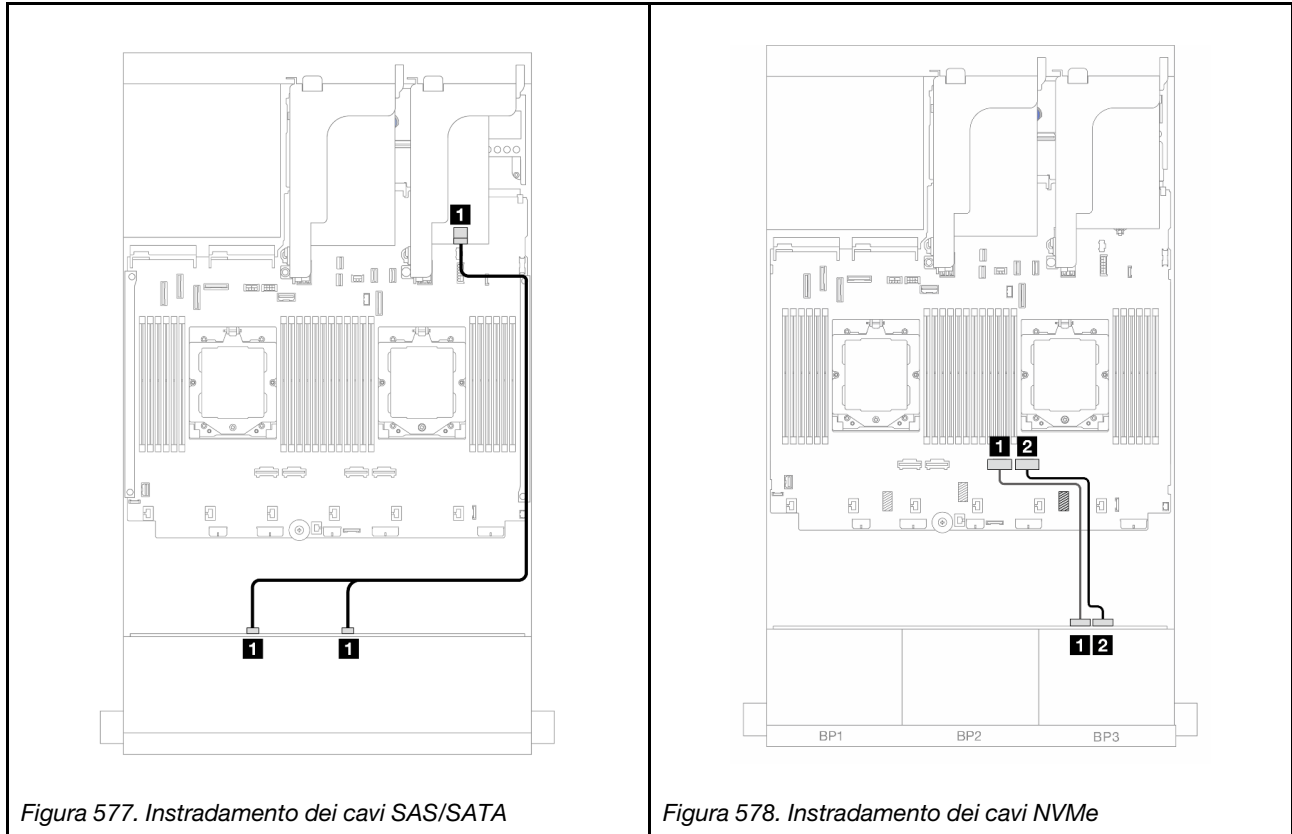 1
1
1
Figura 577. Instradamento dei cavi SAS/SATA
1 2
1 2
BP1 BP2 BP3
Figura 578. Instradamento dei cavi NVMe